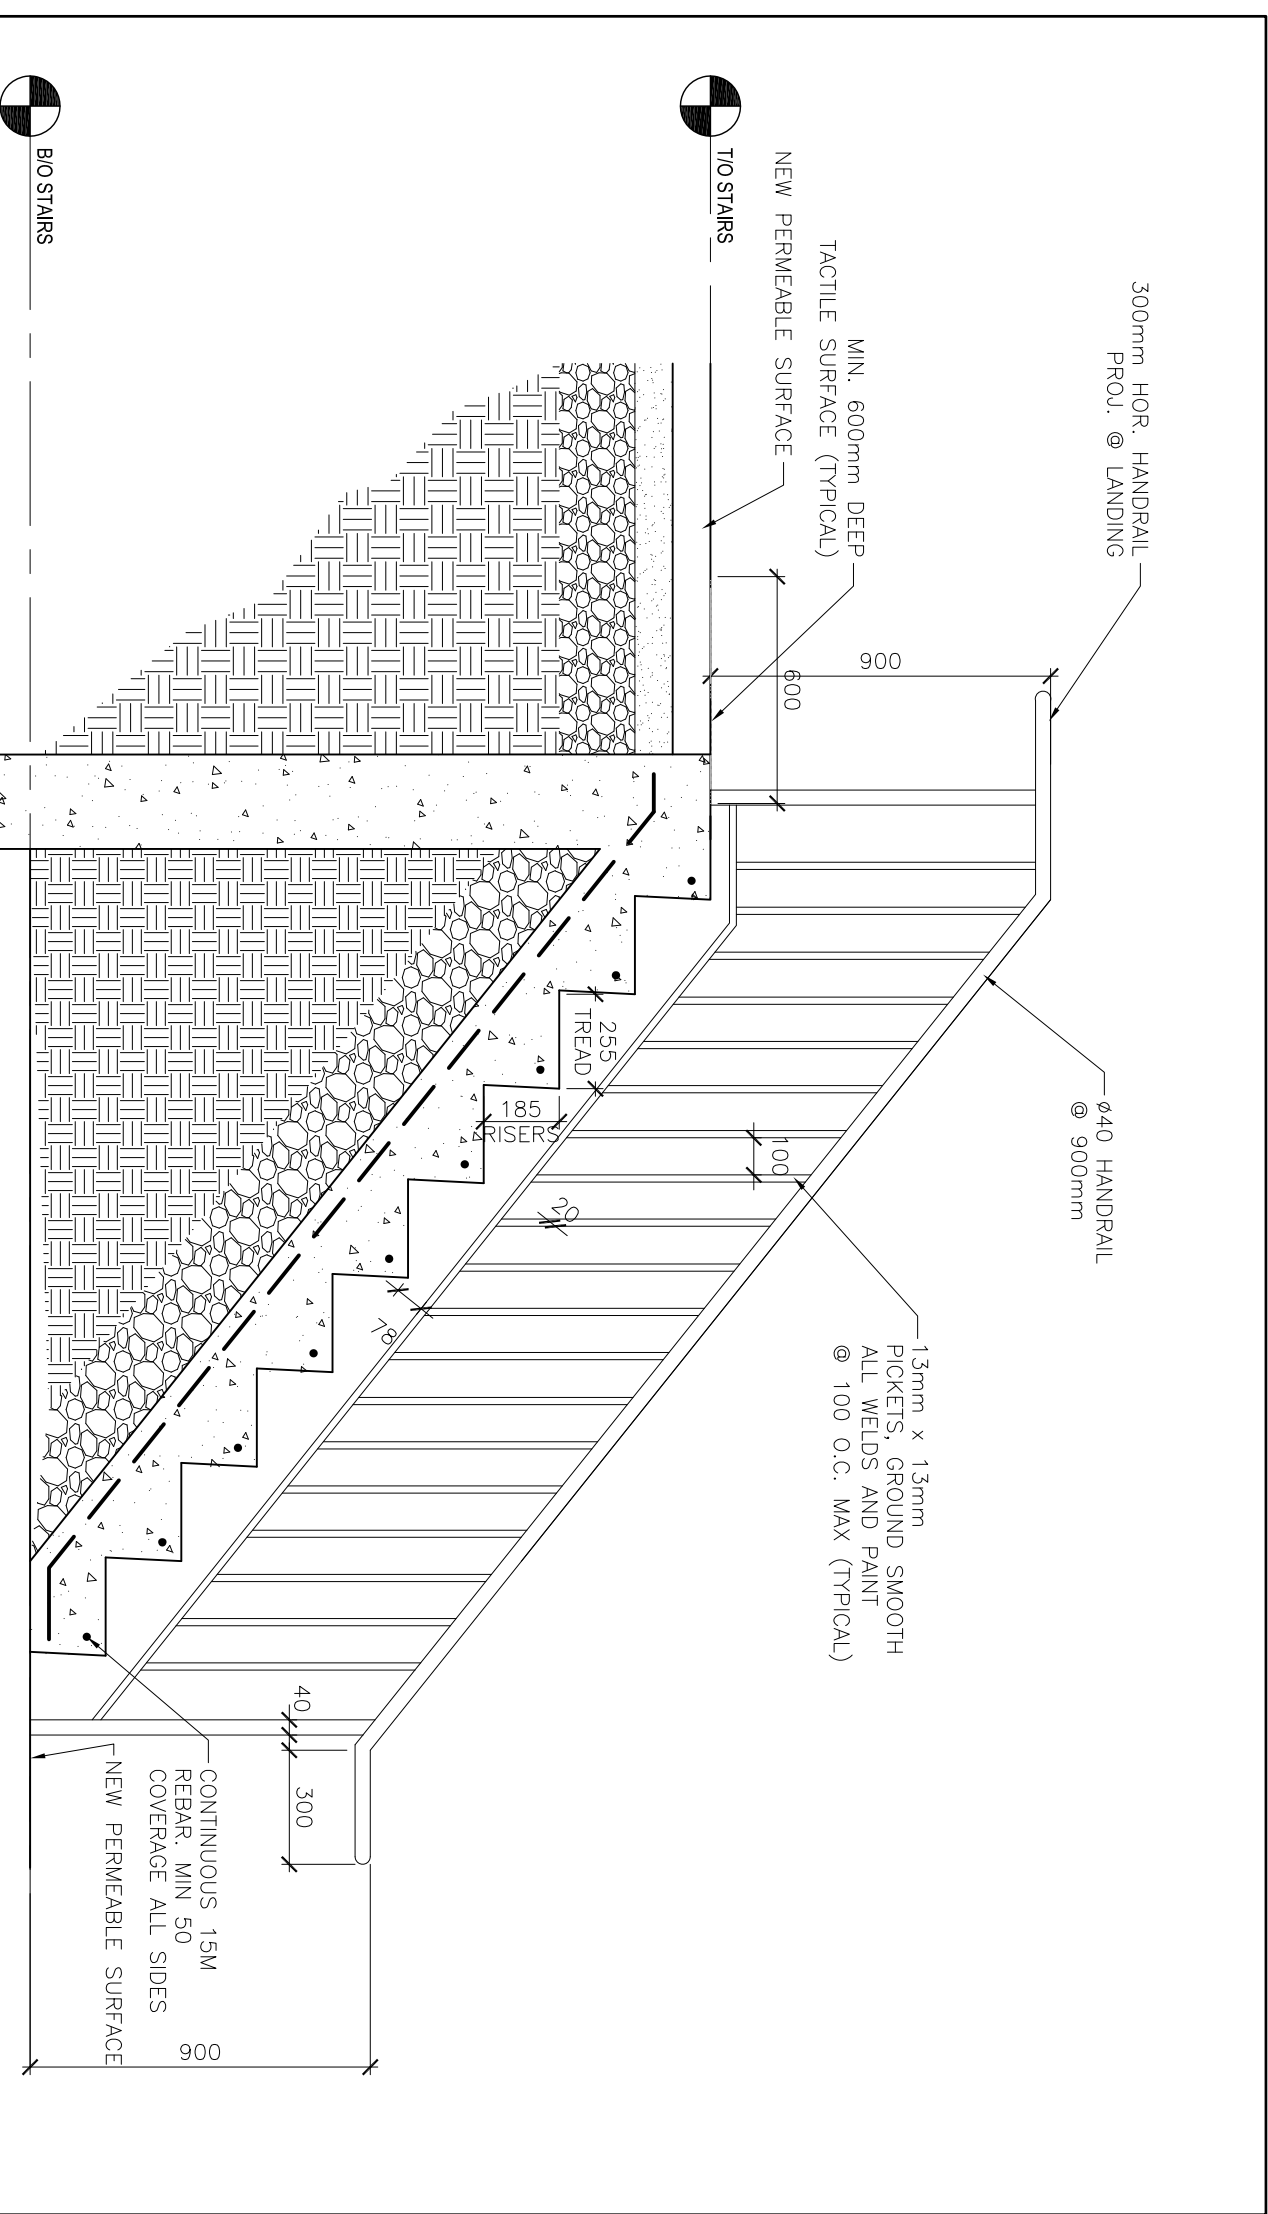 300mm HOR. HANDRAIL
PROJ. @ LANDING
Ø40 HANDRAIL
@ 900mm
13mm x 13mm
PICKETS, GROUND SMOOTH
ALL WELDS AND PAINT
@ 100 O.C. MAX (TYPICAL)
MIN. 600mm DEEP
TACTILE SURFACE (TYPICAL)
NEW PERMEABLE SURFACE
T/O STAIRS
900
600
100
255
TREAD
185
RISERS
20
78
40
300
900
CONTINUOUS 15M
REBAR. MIN 50
COVERAGE ALL SIDES
NEW PERMEABLE SURFACE
B/O STAIRS